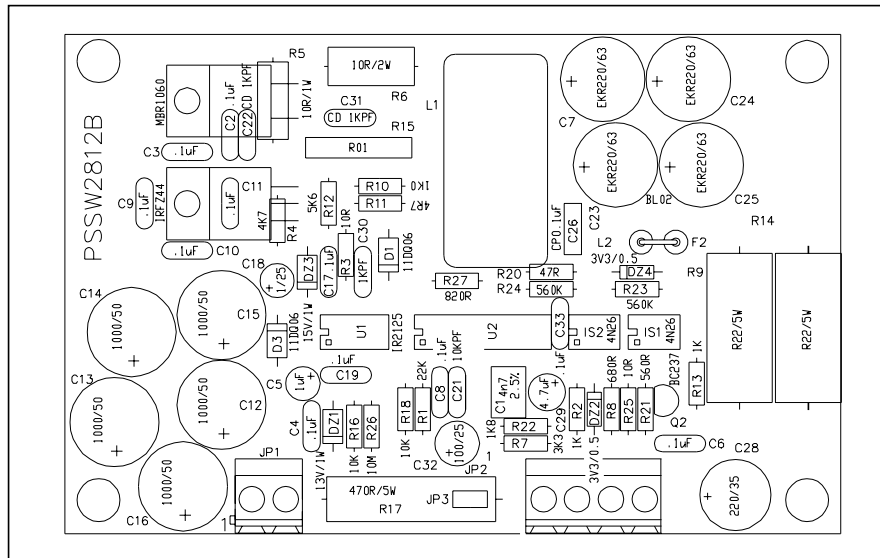 PSSW2812B
MBR1060
R5
.1uF
CD 1KPF
C2
C22
10R/1W
10R/2W
R6
C31
CD 1KPF
R15
R01
L1
EKR220/63
EKR220/63
C7
C24
EKR220/63
EKR220/63
C25
C3
.1uF
C9
.1uF
IRFZ44
C11
.1uF
4K7
R4
.1uF
C10
5K6
R12
R10
1K0
R11
4R7
10R
R3
C30
1KPF
D1
11DQ06
BL02
C23
CP0.1uF
C26
L2
F2
R14
R9
R22/5W
R22/5W
C18
1/25
DZ3
15V/1W
C17
.1uF
R27
820R
R20
47R
R24
560K
3V3/0.5
DZ4
R23
560K
C14
1000/50
C15
1000/50
11DQ06
D3
U1
IR2125
U2
C33
.1uF
IS2
4N26
IS1
4N26
C13
1000/50
C12
1000/50
C5
1uF
.1uF
C19
22K
.1uF
10KPF
C8
C21
R18
10K
R1
C1
4n7
2.5%
4.7uF
C29
R2
1K
DZ2
3V3/0.5
680R
R8
10R
R25
560R
R21
BC237
Q2
1K
R13
C4
.1uF
DZ1
13V/1W
R16
10K
R26
10M
C32
100/25
1K8
R22
R7
3K3
1
.1uF
C6
C28
220/35
C16
1000/50
JP1
1
470R/5W
R17
JP2
JP3